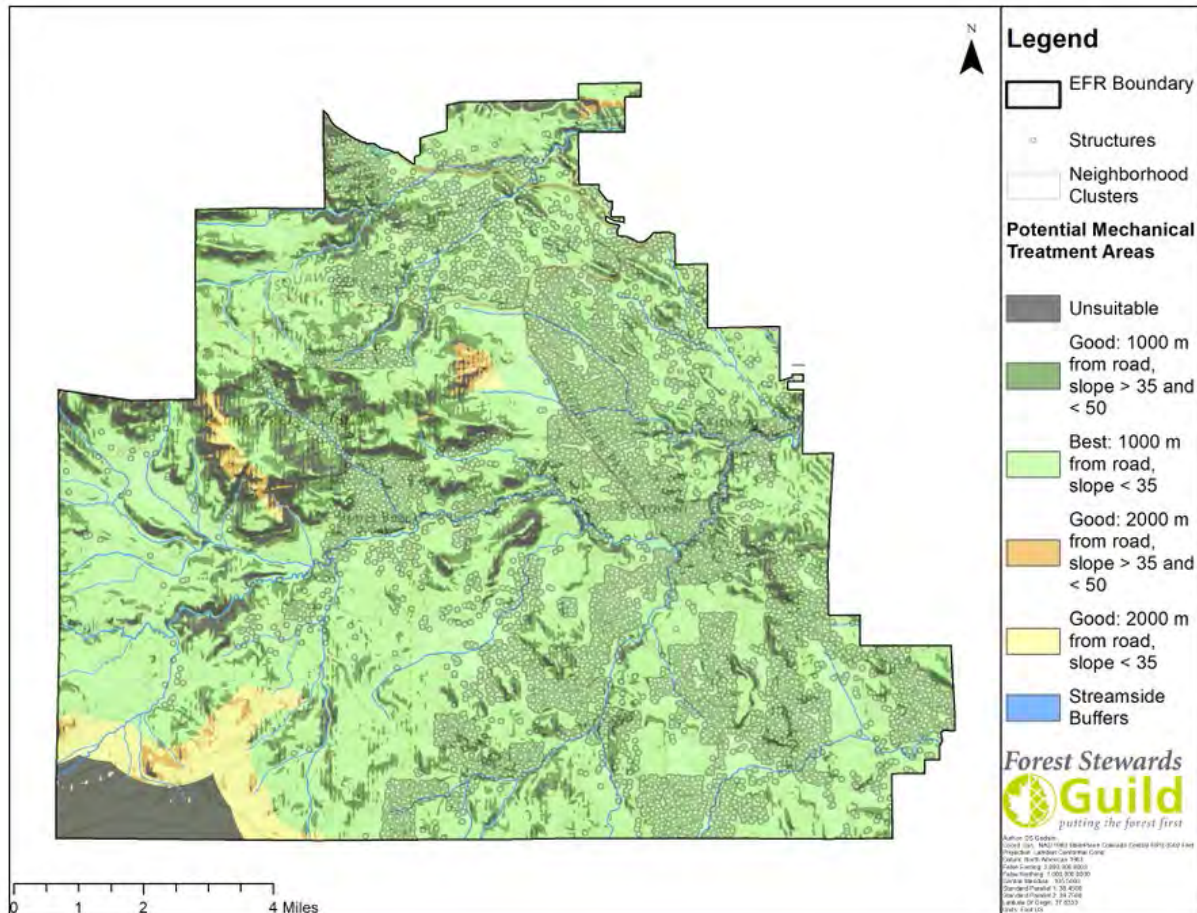 N
Legend
EFR Boundary
Structures
Neighborhood
Clusters
Potential Mechanical
Treatment Areas
Unsuitable
Good: 1000 m
from road,
slope > 35 and
< 50
Best: 1000 m
from road,
slope < 35
Good: 2000 m
from road,
slope > 35 and
< 50
Good: 2000 m
from road,
slope < 35
Streamside
Buffers
Forest Stewards
Guild
putting the forest first
0 1 2 4 Miles